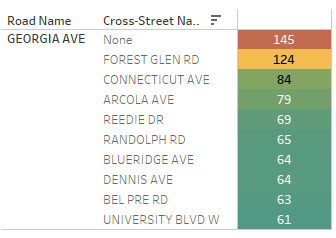 Road Name Cross-Street Na..
GEORGIA AVE None 145
FOREST GLEN RD 124
CONNECTICUT AVE 84
ARCOLA AVE 79
REEDIE DR 69
RANDOLPH RD 65
BLUERIDGE AVE 64
DENNIS AVE 64
BEL PRE RD 63
UNIVERSITY BLVD W 61